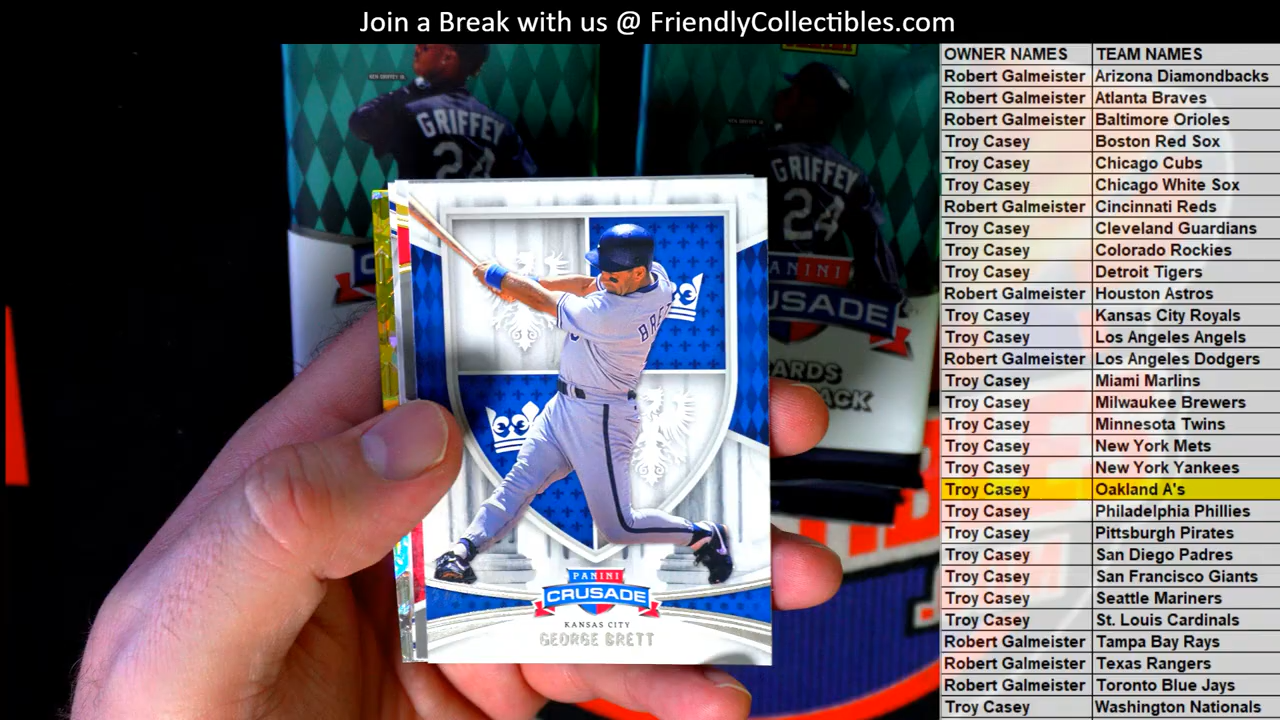 Join a Break with us @ FriendlyCollectibles.com
OWNER NAMES TEAM NAMES
Robert Galmeister Arizona Diamondbacks
Robert Galmeister Atlanta Braves
Robert Galmeister Baltimore Orioles
Troy Casey Boston Red Sox
Troy Casey Chicago Cubs
Troy Casey Chicago White Sox
Robert Galmeister Cincinnati Reds
Troy Casey Cleveland Guardians
Troy Casey Colorado Rockies
Troy Casey Detroit Tigers
Robert Galmeister Houston Astros
Troy Casey Kansas City Royals
Troy Casey Los Angeles Angels
Robert Galmeister Los Angeles Dodgers
Troy Casey Miami Marlins
Troy Casey Milwaukee Brewers
Troy Casey Minnesota Twins
Troy Casey New York Mets
Troy Casey New York Yankees
Troy Casey Oakland A's
Troy Casey Philadelphia Phillies
Troy Casey Pittsburgh Pirates
Troy Casey San Diego Padres
Troy Casey San Francisco Giants
Troy Casey Seattle Mariners
Troy Casey St. Louis Cardinals
Robert Galmeister Tampa Bay Rays
Robert Galmeister Texas Rangers
Robert Galmeister Toronto Blue Jays
Troy Casey Washington Nationals
KEN GRIFFEY JR.
GRIFFEY
24
GRIFFEY
24
PANINI
CRUSADE
KANSAS CITY
GEORGE BRETT